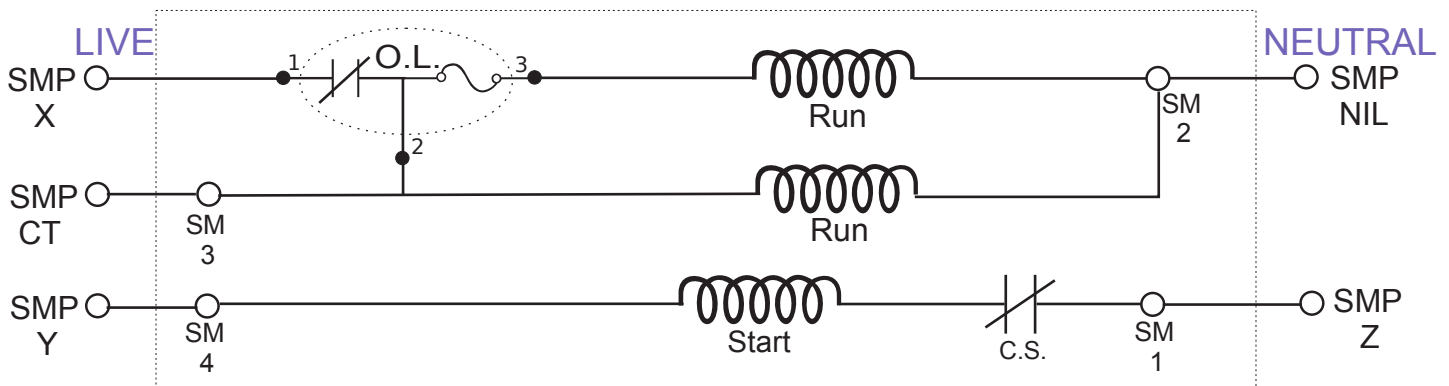 LIVE
NEUTRAL
SMP
X
1
O.L.
3
Run
SM
2
SMP
NIL
2
SMP
CT
SM
3
Run
SMP
Y
SM
4
Start
C.S.
SM
1
SMP
Z